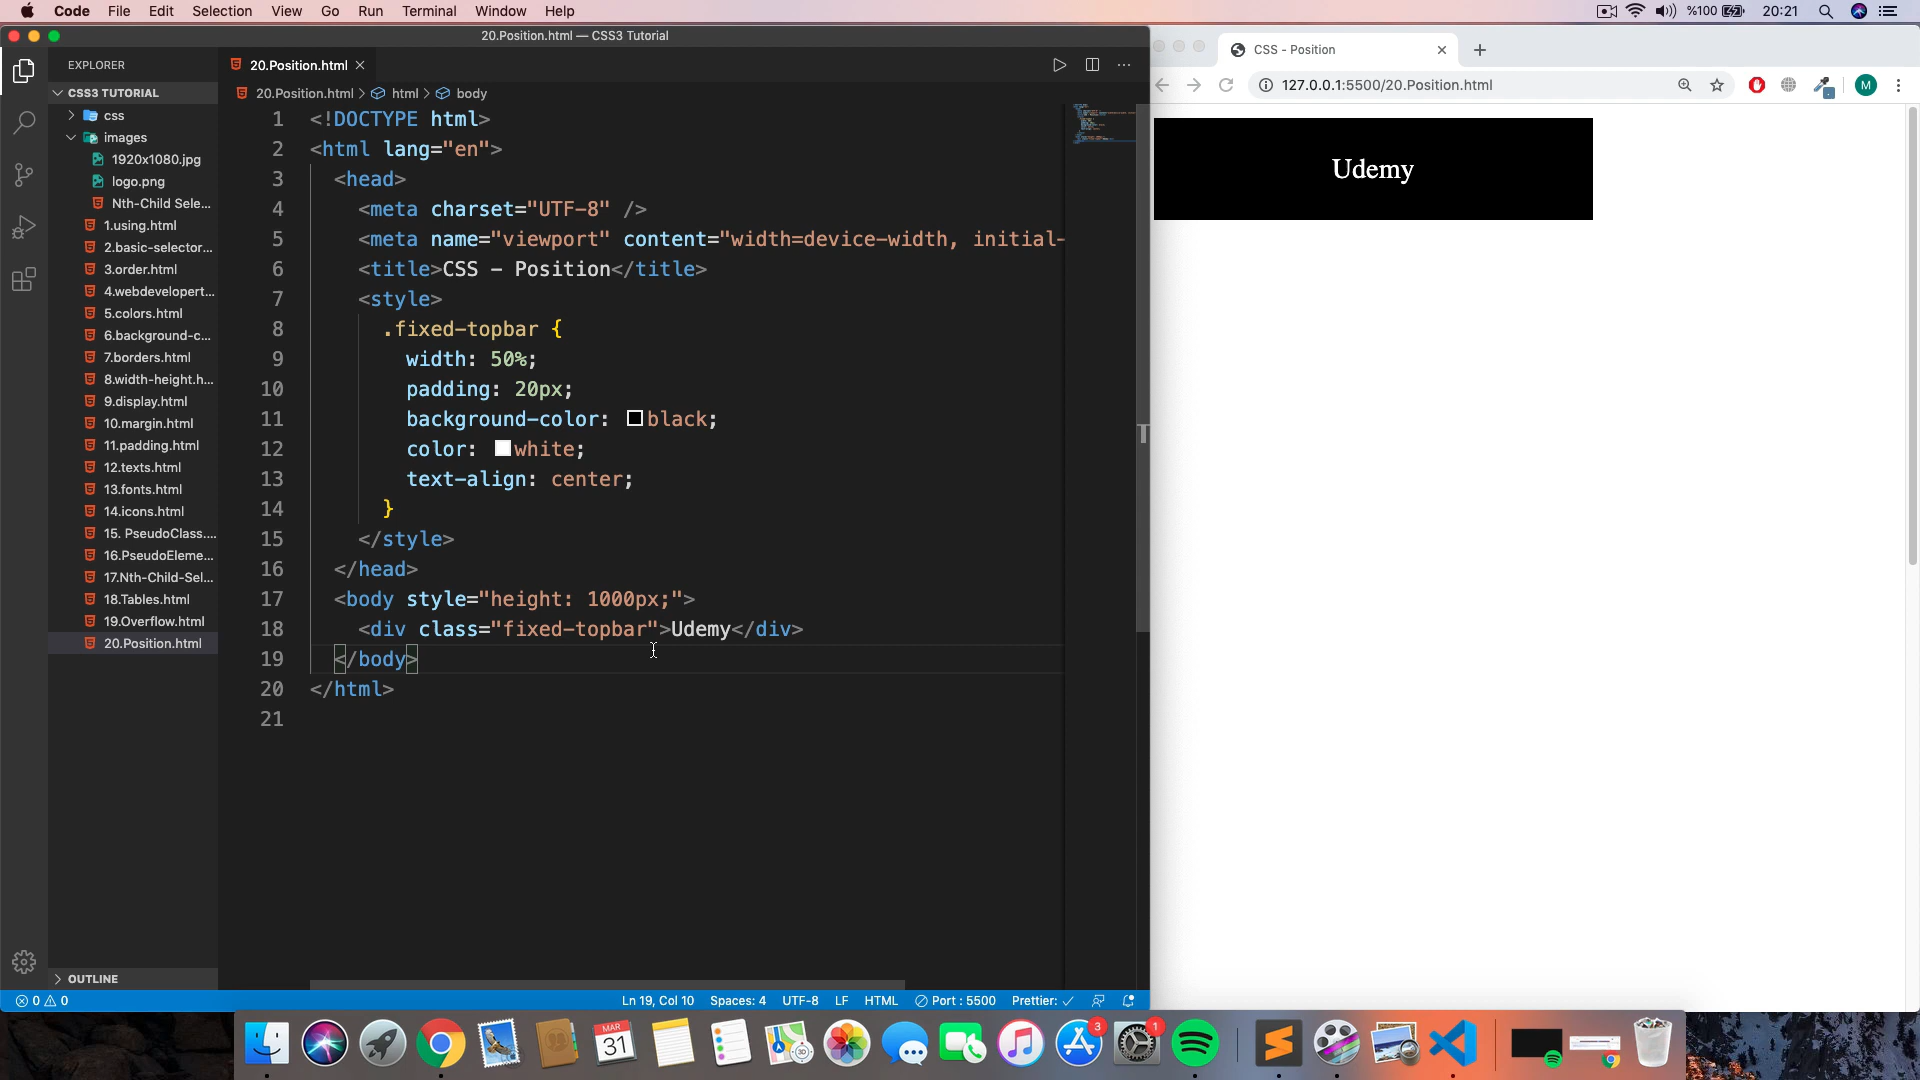 Code File Edit Selection View Go Run Terminal Window Help
%100 20:21
20.Position.html — CSS3 Tutorial
EXPLORER
CSS3 TUTORIAL
css
images
1920x1080.jpg
logo.png
Nth-Child Sele...
1.using.html
2.basic-selector...
3.order.html
4.webdevelopert...
5.colors.html
6.background-c...
7.borders.html
8.width-height.h...
9.display.html
10.margin.html
11.padding.html
12.texts.html
13.fonts.html
14.icons.html
15. PseudoClass....
16.PseudoEleme...
17.Nth-Child-Sel...
18.Tables.html
19.Overflow.html
20.Position.html
OUTLINE
20.Position.html
20.Position.html > html > body
1 <!DOCTYPE html>
2 <html lang="en">
3 <head>
4 <meta charset="UTF-8" />
5 <meta name="viewport" content="width=device-width, initial-
6 <title>CSS - Position</title>
7 <style>
8 .fixed-topbar {
9 width: 50%;
10 padding: 20px;
11 background-color: black;
12 color: white;
13 text-align: center;
14 }
15 </style>
16 </head>
17 <body style="height: 1000px;">
18 <div class="fixed-topbar">Udemy</div>
19 </body>
20 </html>
21
0 0
Ln 19, Col 10 Spaces: 4 UTF-8 LF HTML Port : 5500 Prettier: ✓
CSS - Position
127.0.0.1:5500/20.Position.html
M
Udemy
MAR
31
3D
3
1